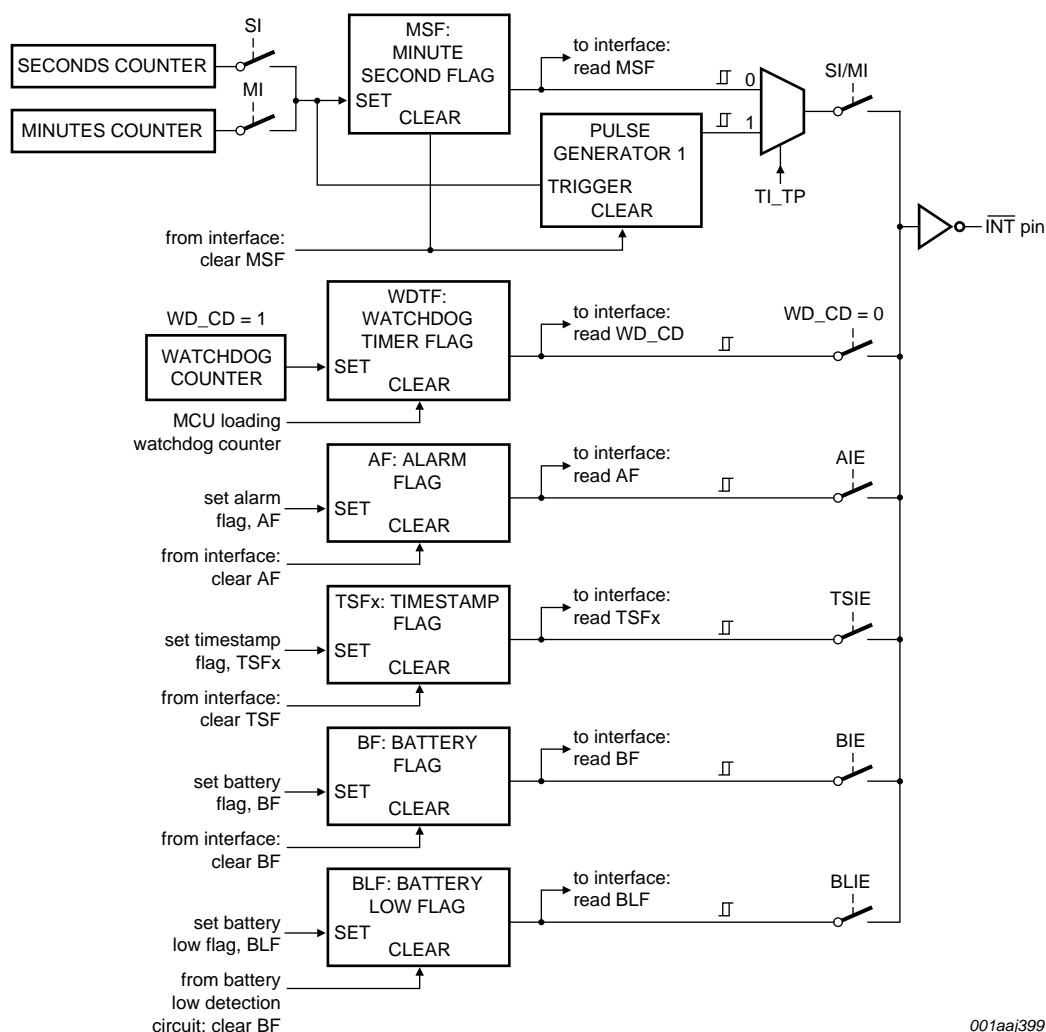 SI
SECONDS COUNTER
MI
MINUTES COUNTER
MSF:
MINUTE
SECOND FLAG
SET
CLEAR
to interface:
read MSF
0
1
SI/MI
PULSE
GENERATOR 1
TRIGGER
CLEAR
TI_TP
INT pin
from interface:
clear MSF
WD_CD = 1
WATCHDOG
COUNTER
WDTF:
WATCHDOG
TIMER FLAG
SET
CLEAR
to interface:
read WD_CD
WD_CD = 0
MCU loading
watchdog counter
AF: ALARM
FLAG
SET
CLEAR
to interface:
read AF
AIE
set alarm
flag, AF
from interface:
clear AF
TSFx: TIMESTAMP
FLAG
SET
CLEAR
to interface:
read TSFx
TSIE
set timestamp
flag, TSFx
from interface:
clear TSF
BF: BATTERY
FLAG
SET
CLEAR
to interface:
read BF
BIE
set battery
flag, BF
from interface:
clear BF
BLF: BATTERY
LOW FLAG
SET
CLEAR
to interface:
read BLF
BLIE
set battery
low flag, BLF
from battery
low detection
circuit: clear BF
001aaj399